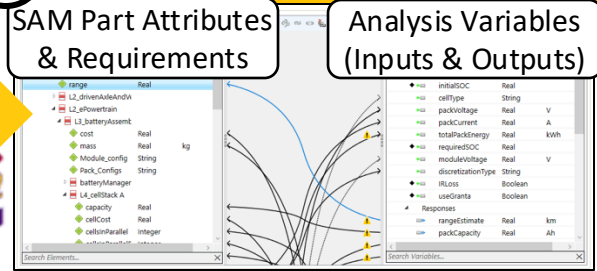 SAM Part Attributes
& Requirements
Analysis Variables
(Inputs & Outputs)
range Real
L2_drivenAxleAndV
L2_ePowertrain
L3_batteryAssemt
cost Real
mass Real kg
Module_configs String
Pack_Configs String
batteryManager
L4_cellStack A
capacity Real
cellCost Real
cellsinParallel Integer
Search Elements...
initialSOC Real
cellType String
packVoltage Real V
packCurrent Real A
totalPackEnergy Real kWh
requiredSOC Real
moduleVoltage Real V
discretizationType String
IRLoss Boolean
useGranta Boolean
Responses
rangeEstimate Real km
packCapacity Real Ah
Search Variables...